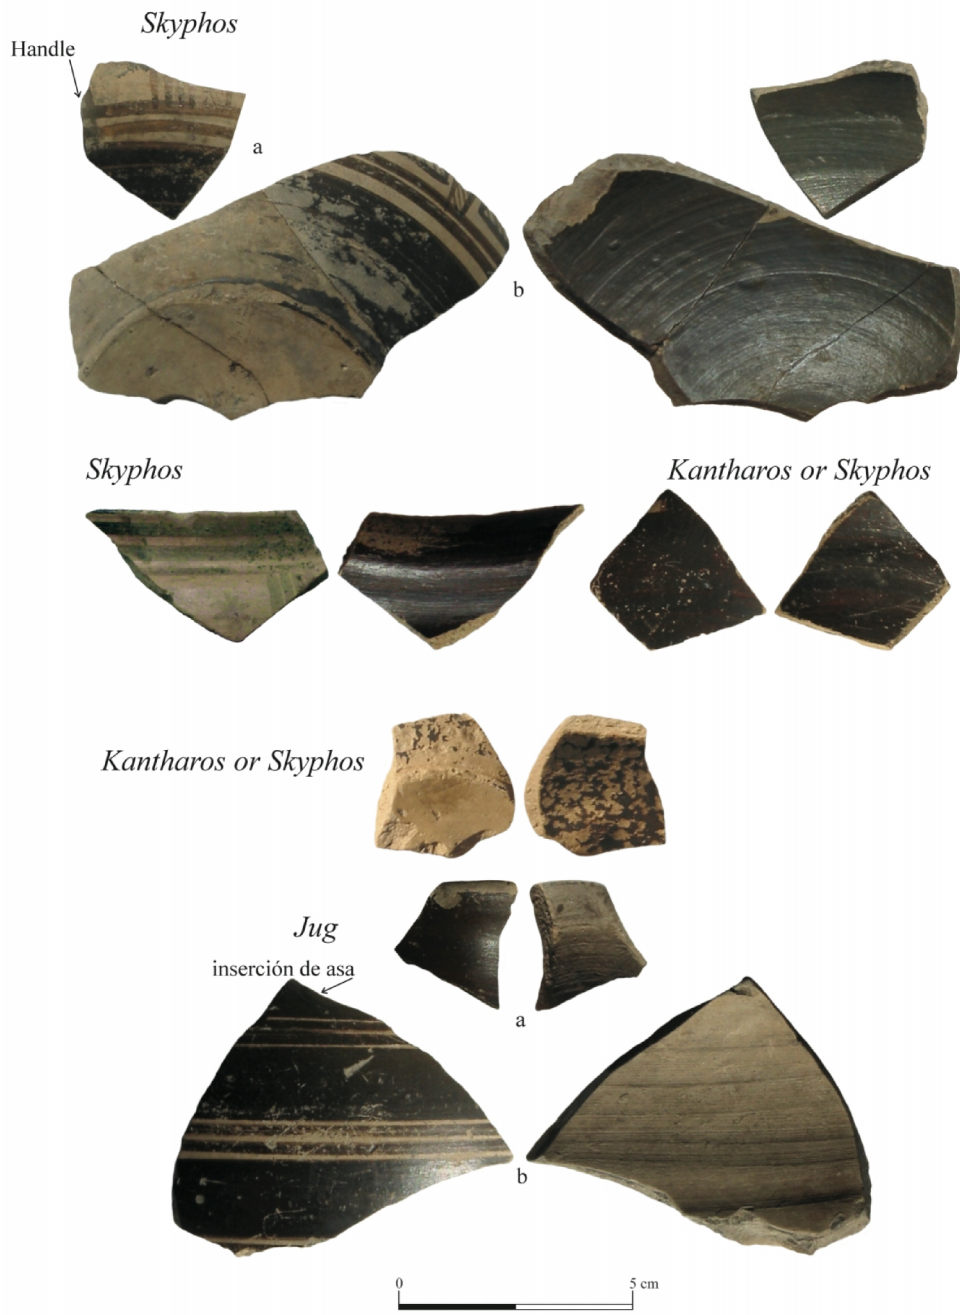 Skyphos
Handle
a
b
Skyphos
Kantharos or Skyphos
Kantharos or Skyphos
Jug
inserción de asa
a
b
0
5 cm